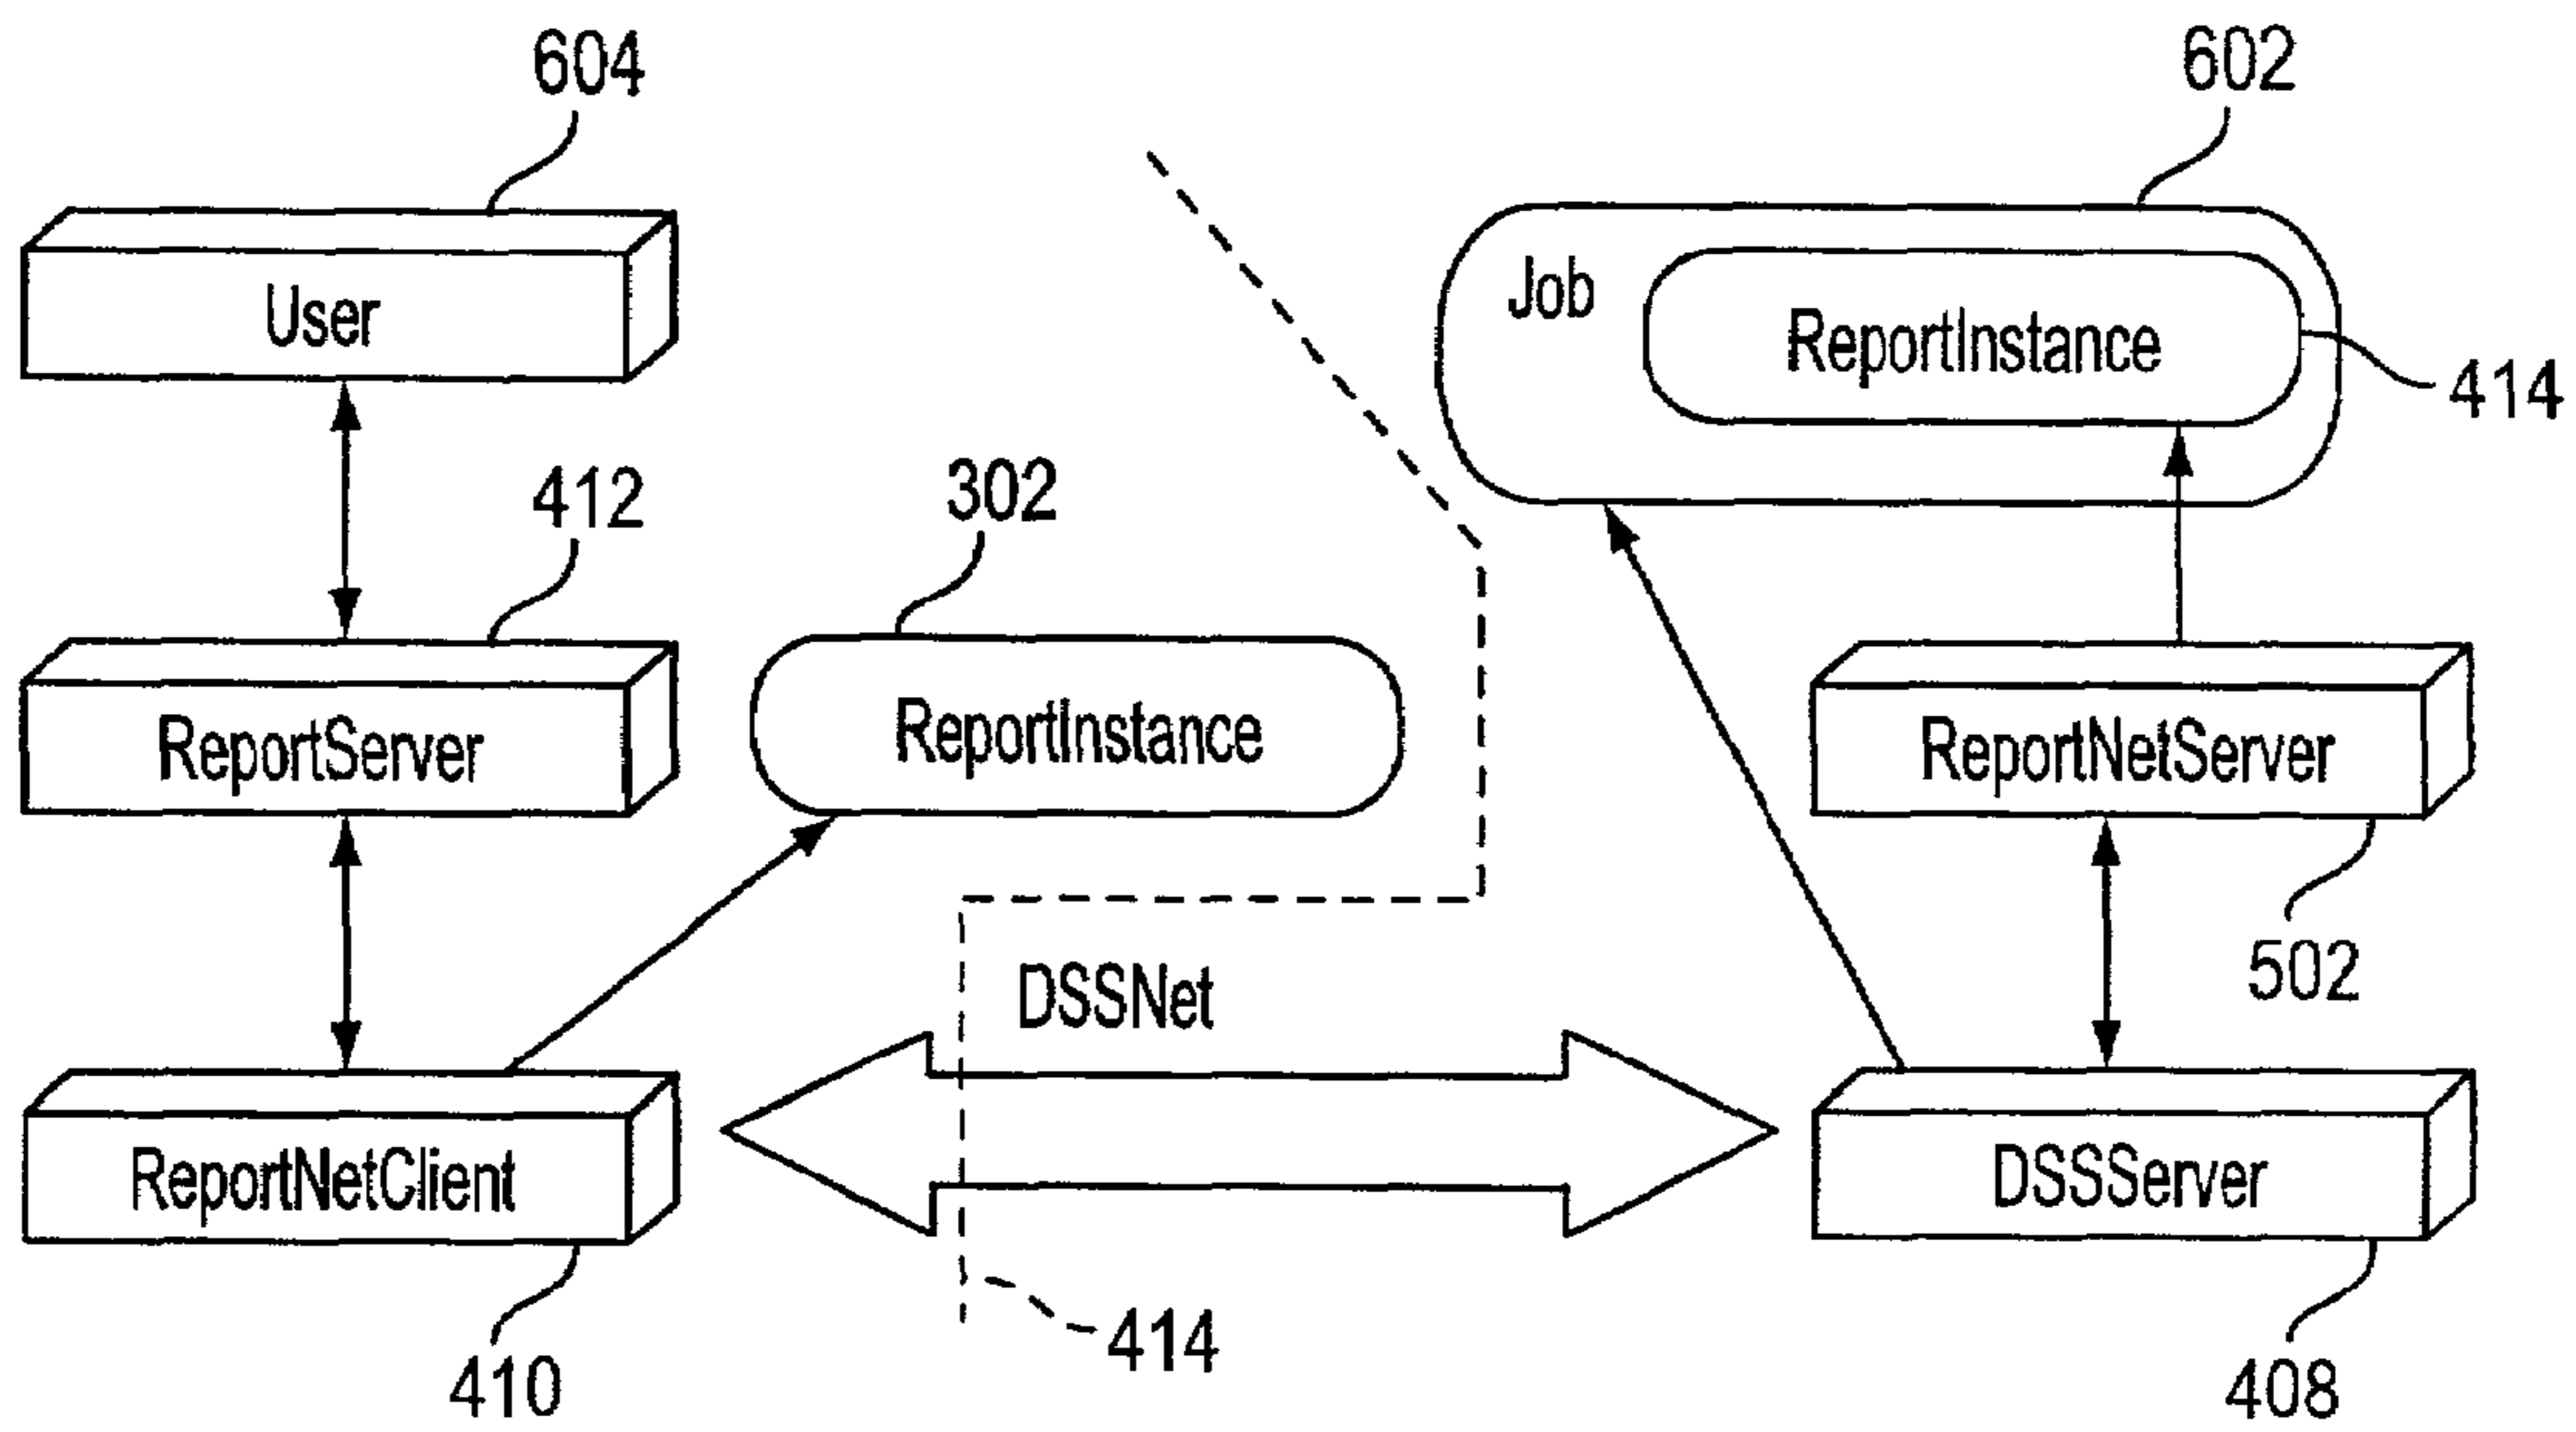 604
602
User
Job
ReportInstance
414
412
302
ReportServer
ReportInstance
ReportNetServer
502
DSSNet
ReportNetClient
DSSServer
410
414
408